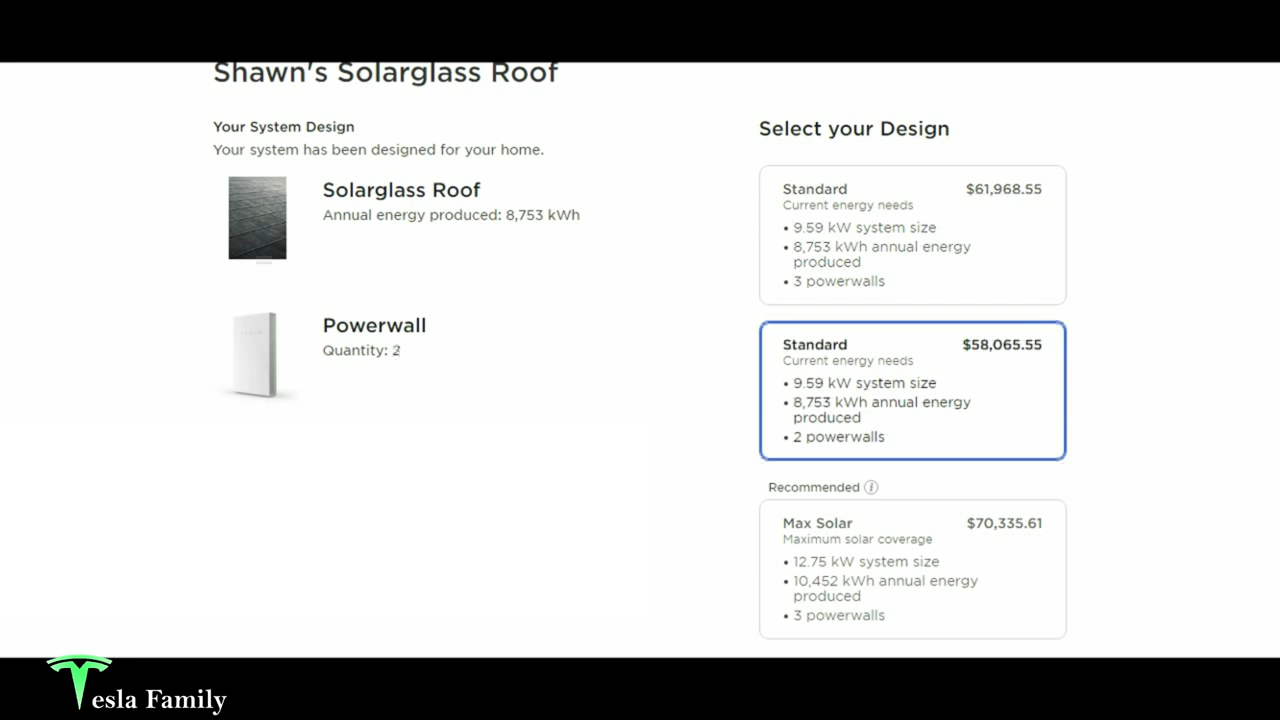 Shawn's Solarglass Roof
Your System Design
Your system has been designed for your home.
Solarglass Roof
Annual energy produced: 8,753 kWh
Powerwall
Quantity: 2
Select your Design
Standard $61,968.55
Current energy needs
• 9.59 kW system size
• 8,753 kWh annual energy
produced
• 3 powerwalls
Standard $58,065.55
Current energy needs
• 9.59 kW system size
• 8,753 kWh annual energy
produced
• 2 powerwalls
Recommended i
Max Solar $70,335.61
Maximum solar coverage
• 12.75 kW system size
• 10,452 kWh annual energy
produced
• 3 powerwalls
Tesla Family